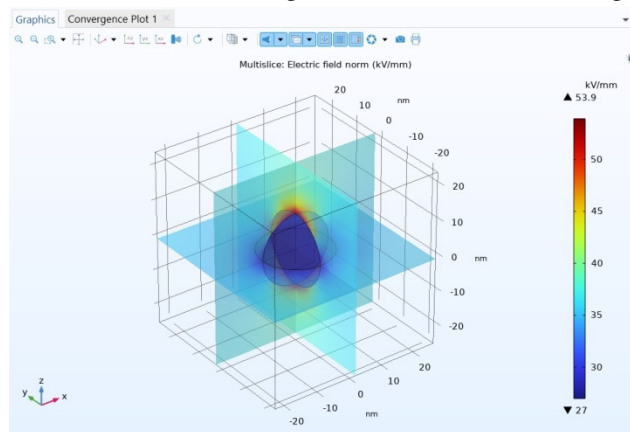 Graphics Convergence Plot 1
Multislice: Electric field norm (kV/mm)
kV/mm
▲ 53.9
50
45
40
35
30
▼ 27
20
10
0
-10
-20
nm
20
10
0
-10
-20
nm
-20
-10
0
10
20
nm
z
y
x